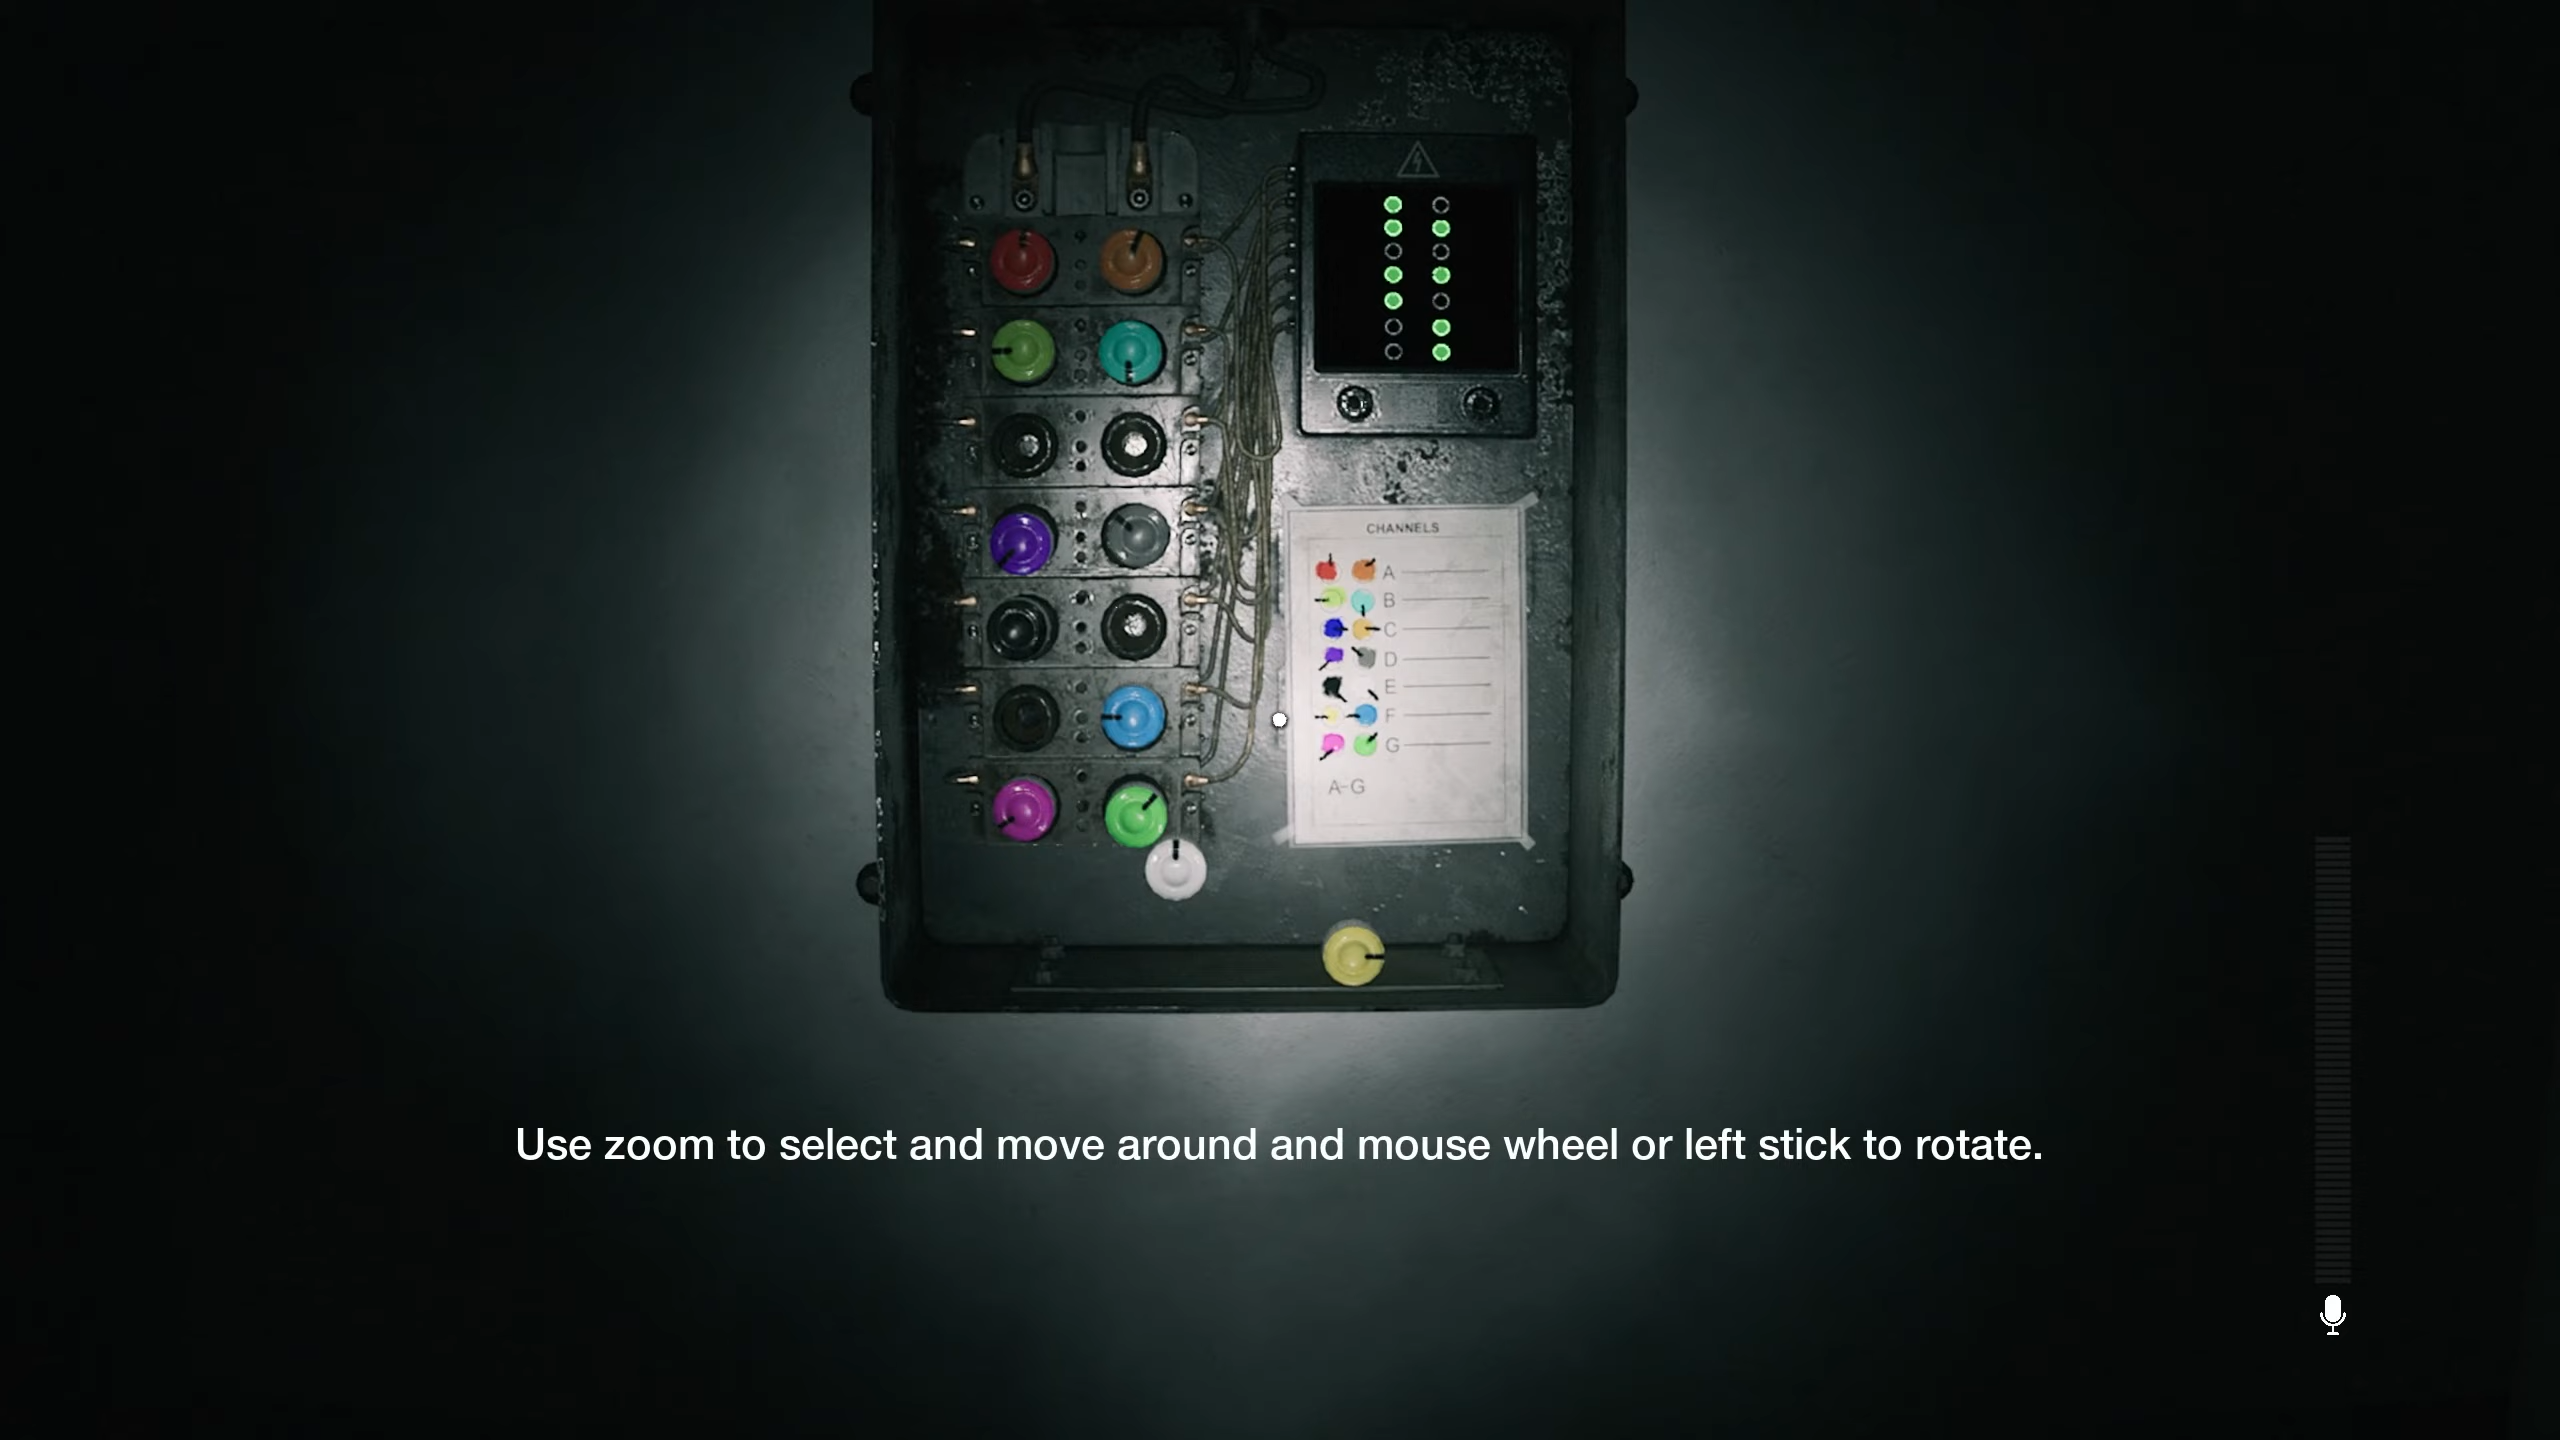 CHANNELS
A
B
C
D
E
F
G
A-G
Use zoom to select and move around and mouse wheel or left stick to rotate.